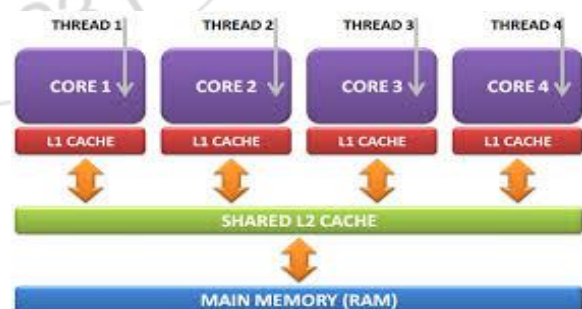 THREAD 1 THREAD 2 THREAD 3 THREAD 4
CORE 1 CORE 2 CORE 3 CORE 4
L1 CACHE L1 CACHE L1 CACHE L1 CACHE
SHARED L2 CACHE
MAIN MEMORY (RAM)